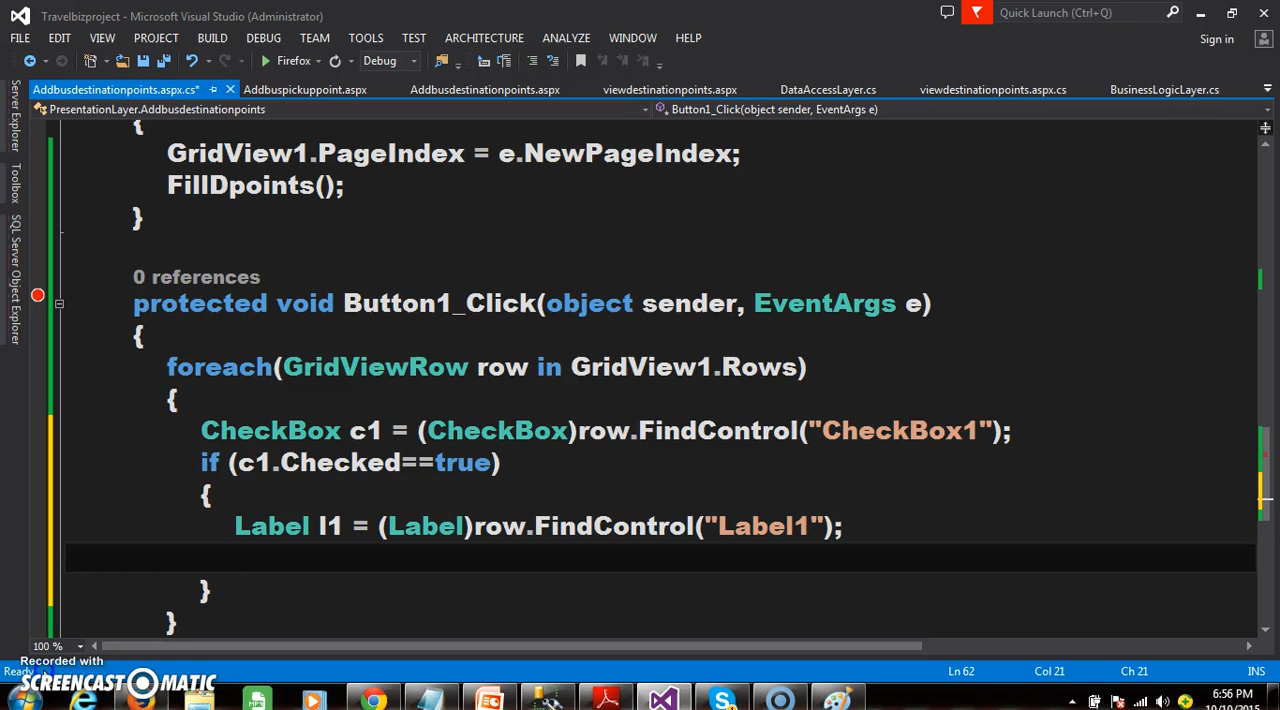 Travelbizproject - Microsoft Visual Studio (Administrator)
Quick Launch (Ctrl+Q)
FILE EDIT VIEW PROJECT BUILD DEBUG TEAM TOOLS TEST ARCHITECTURE ANALYZE WINDOW HELP
Sign in
Firefox Debug
Addbusdestinationpoints.aspx.cs* Addbuspickuppoint.aspx Addbusdestinationpoints.aspx viewdestinationpoints.aspx DataAccessLayer.cs viewdestinationpoints.aspx.cs BusinessLogicLayer.cs
PresentationLayer.Addbusdestinationpoints Button1_Click(object sender, EventArgs e)
Server Explorer
Toolbox
SQL Server Object Explorer
{
GridView1.PageIndex = e.NewPageIndex;
FillDpoints();
}
0 references
protected void Button1_Click(object sender, EventArgs e)
{
foreach(GridViewRow row in GridView1.Rows)
{
CheckBox c1 = (CheckBox)row.FindControl("CheckBox1");
if (c1.Checked==true)
{
Label l1 = (Label)row.FindControl("Label1");
}
}
100 %
Ready Ln 62 Col 21 Ch 21 INS
Recorded with
SCREENCAST MATIC
6:56 PM
10/10/2015